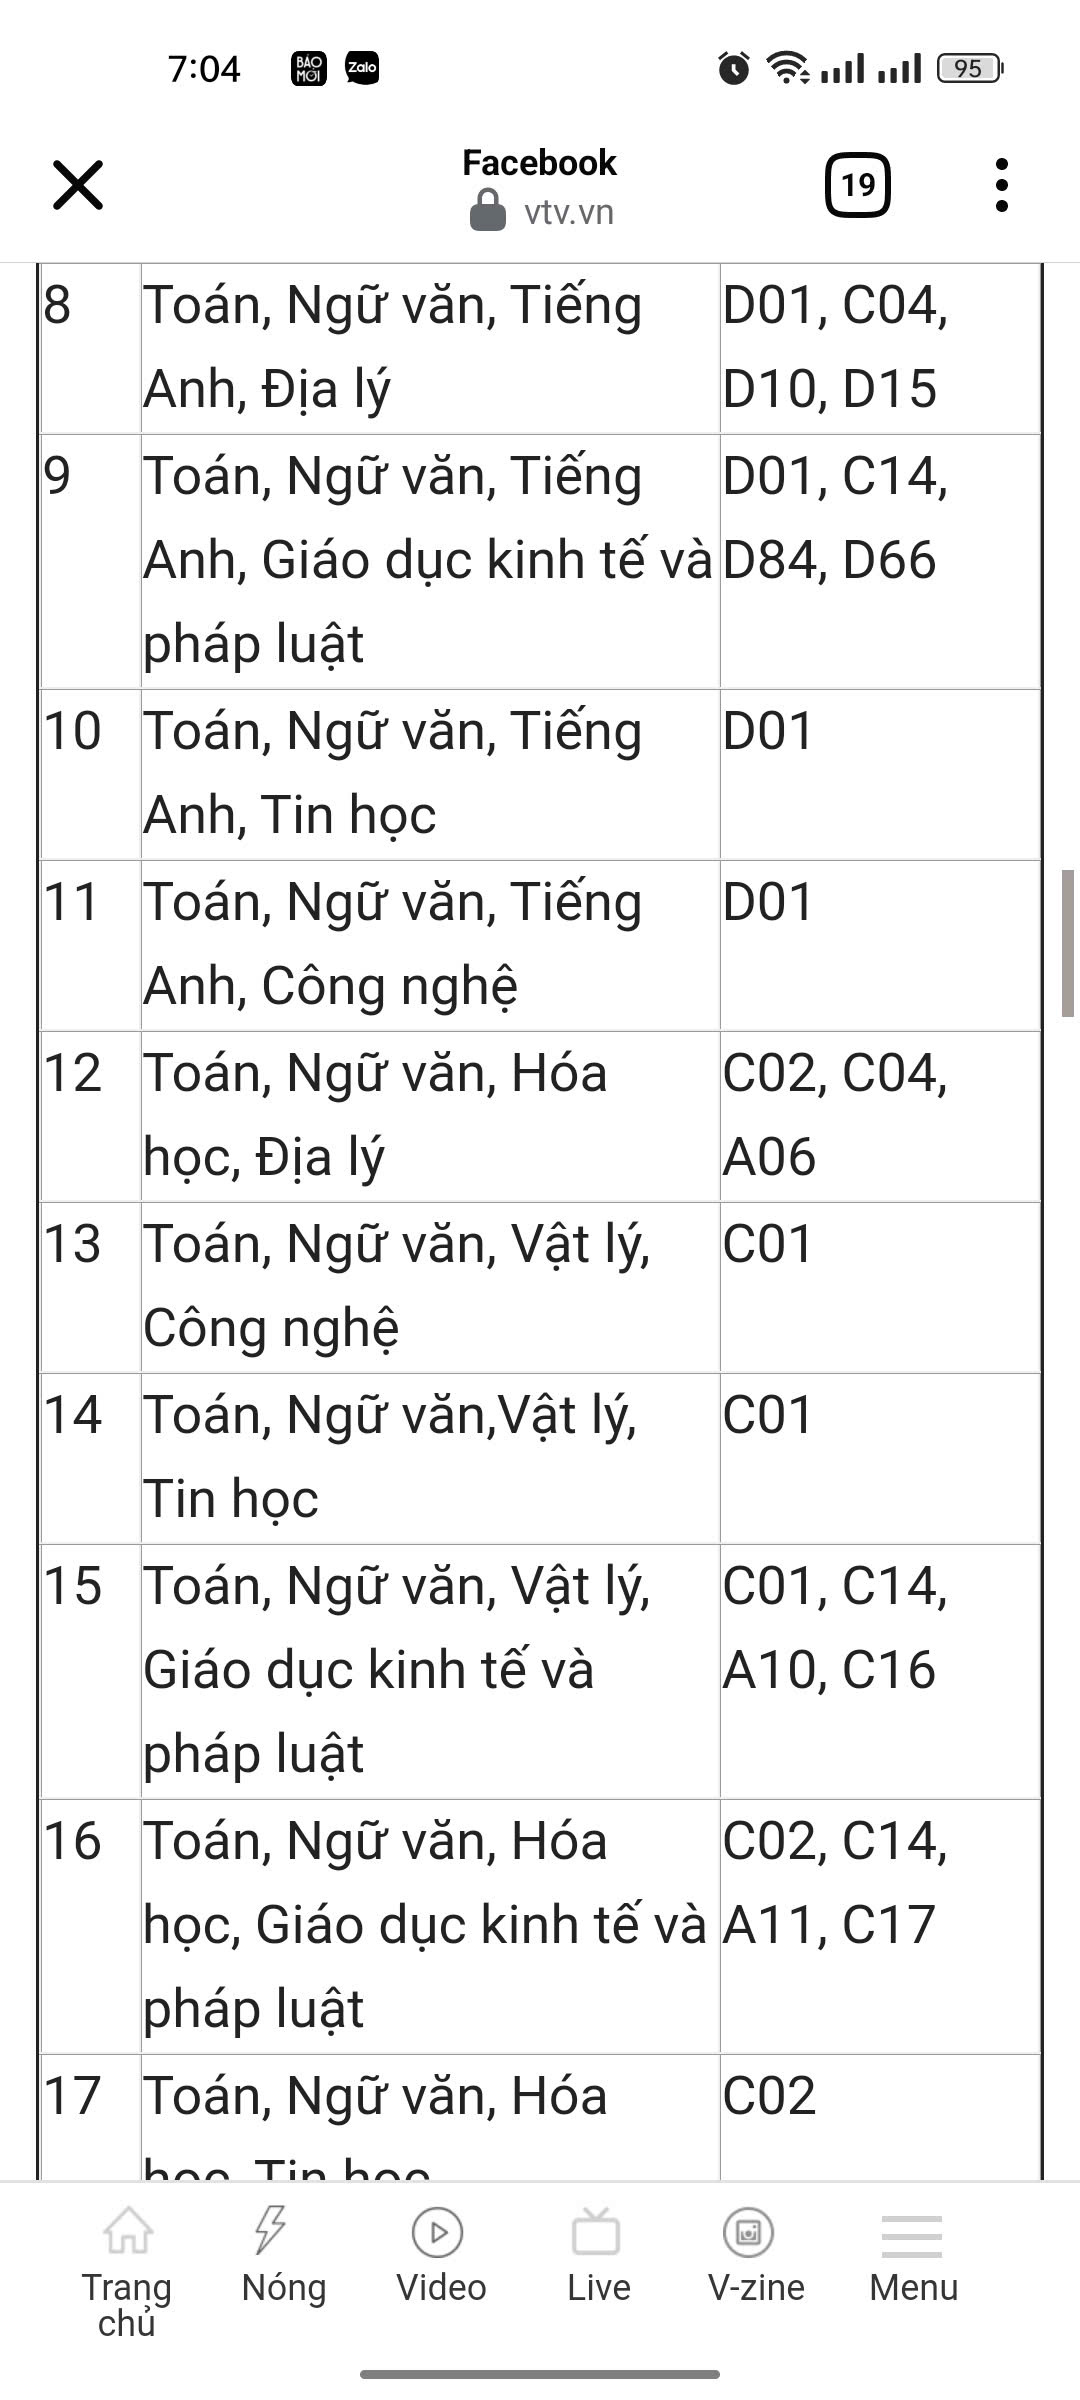 7:04 BÁO MỚI Zalo 95
Facebook
vtv.vn
19
8 Toán, Ngữ văn, Tiếng D01, C04,
Anh, Địa lý D10, D15
9 Toán, Ngữ văn, Tiếng D01, C14,
Anh, Giáo dục kinh tế và D84, D66
pháp luật
10 Toán, Ngữ văn, Tiếng D01
Anh, Tin học
11 Toán, Ngữ văn, Tiếng D01
Anh, Công nghệ
12 Toán, Ngữ văn, Hóa C02, C04,
học, Địa lý A06
13 Toán, Ngữ văn, Vật lý, C01
Công nghệ
14 Toán, Ngữ văn,Vật lý, C01
Tin học
15 Toán, Ngữ văn, Vật lý, C01, C14,
Giáo dục kinh tế và A10, C16
pháp luật
16 Toán, Ngữ văn, Hóa C02, C14,
học, Giáo dục kinh tế và A11, C17
pháp luật
17 Toán, Ngữ văn, Hóa C02
học, Tin học
Trang chủ Nóng Video Live V-zine Menu